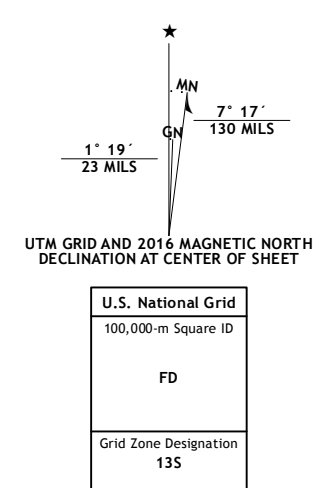 ★
MN
GN
7° 17´
130 MILS
1° 19´
23 MILS
UTM GRID AND 2016 MAGNETIC NORTH
DECLINATION AT CENTER OF SHEET
U.S. National Grid
100,000-m Square ID
FD
Grid Zone Designation
13S